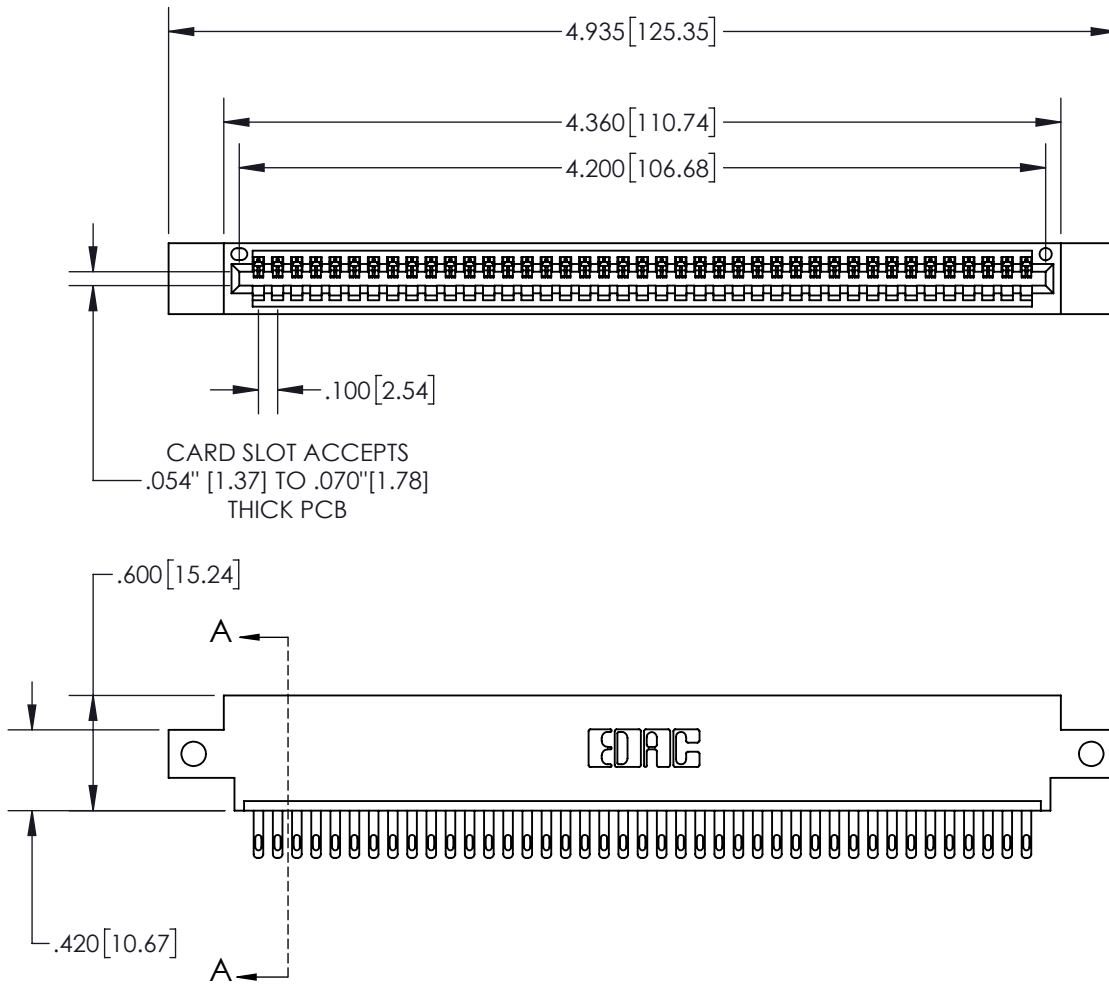 4.935[125.35]
4.360[110.74]
4.200[106.68]
.100[2.54]
CARD SLOT ACCEPTS
.054" [1.37] TO .070"[1.78]
THICK PCB
.600[15.24]
A
EDAC
.420[10.67]
A